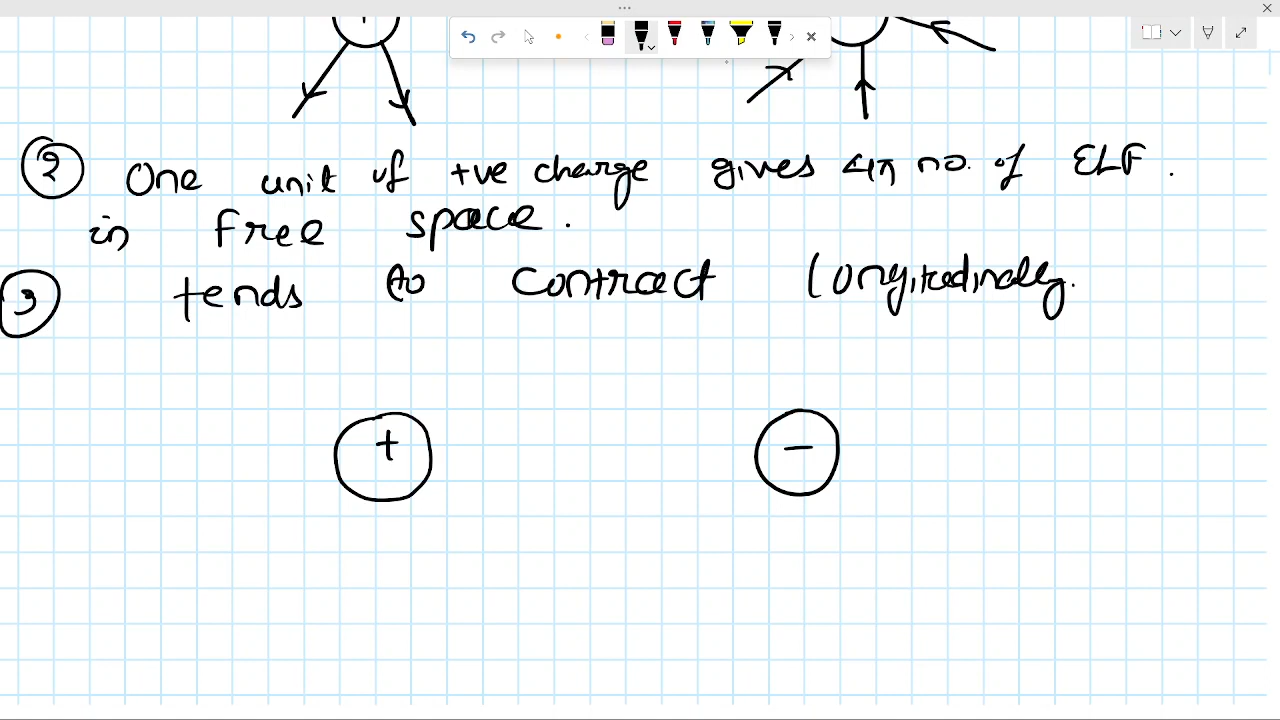 ② One unit of +ve charge gives 4π no. of ELF.
in free space.
③ tends to contract longitudinally.
+ −